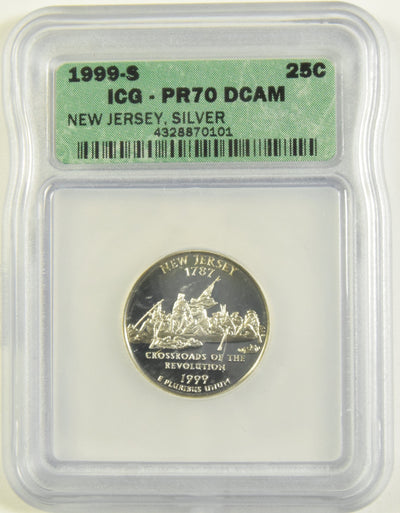 1999-S 25C
ICG - PR70 DCAM
NEW JERSEY, SILVER
4328870101
NEW JERSEY
1787
CROSSROADS OF THE
REVOLUTION
1999
E PLURIBUS UNUM